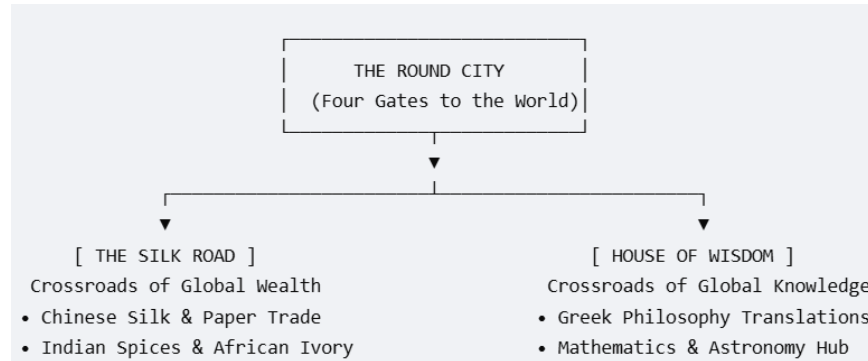 THE ROUND CITY
(Four Gates to the World)
[ THE SILK ROAD ]
Crossroads of Global Wealth
• Chinese Silk & Paper Trade
• Indian Spices & African Ivory
[ HOUSE OF WISDOM ]
Crossroads of Global Knowledge
• Greek Philosophy Translations
• Mathematics & Astronomy Hub